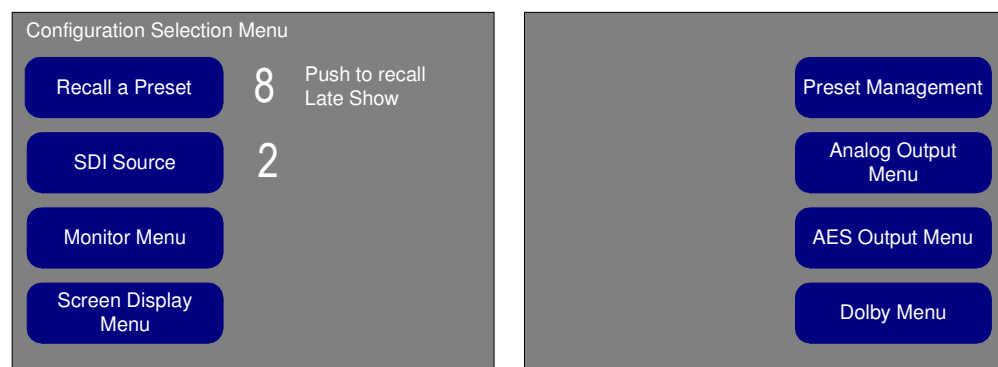 Configuration Selection Menu
Recall a Preset
8
Push to recall
Late Show
SDI Source
2
Monitor Menu
Screen Display
Menu
Preset Management
Analog Output
Menu
AES Output Menu
Dolby Menu